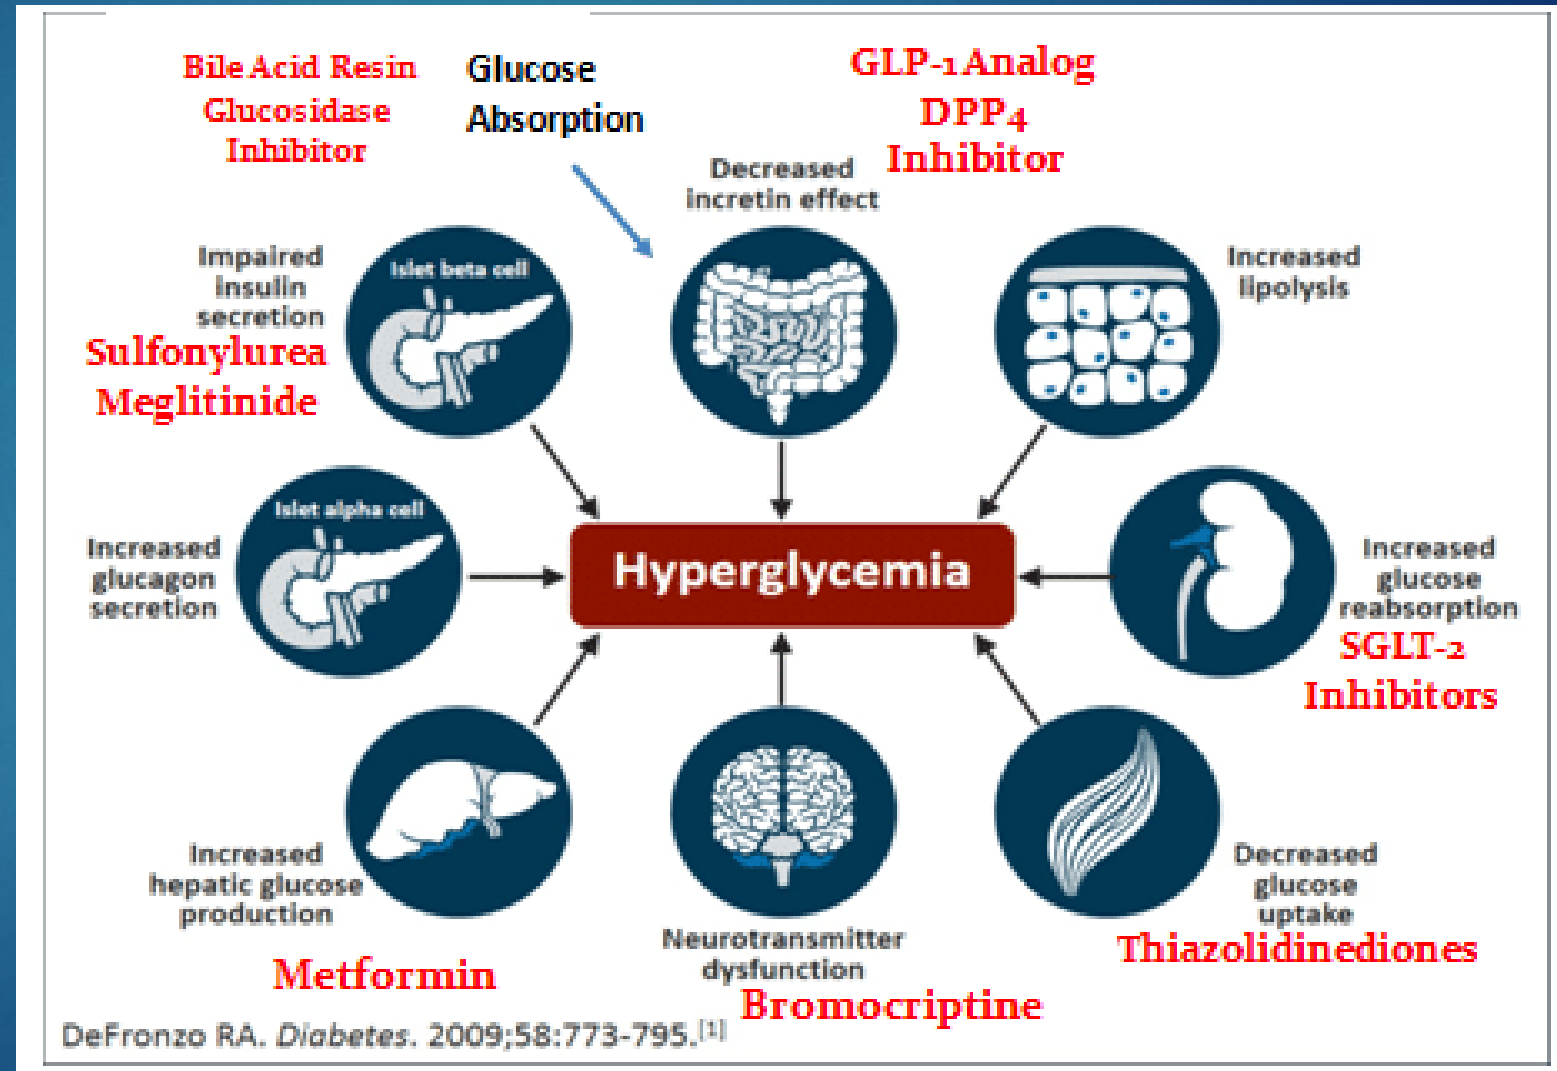 Bile Acid Resin
Glucosidase
Inhibitor
Glucose
Absorption
GLP-1 Analog
DPP4
Inhibitor
Decreased
incretin effect
Impaired
insulin
secretion
Islet beta cell
Sulfonylurea
Meglitinide
Increased
lipolysis
Islet alpha cell
Increased
glucagon
secretion
Hyperglycemia
Increased
glucose
reabsorption
SGLT-2
Inhibitors
Increased
hepatic glucose
production
Metformin
Neurotransmitter
dysfunction
Bromocriptine
Decreased
glucose
uptake
Thiazolidinediones
DeFronzo RA. Diabetes. 2009;58:773-795.[1]